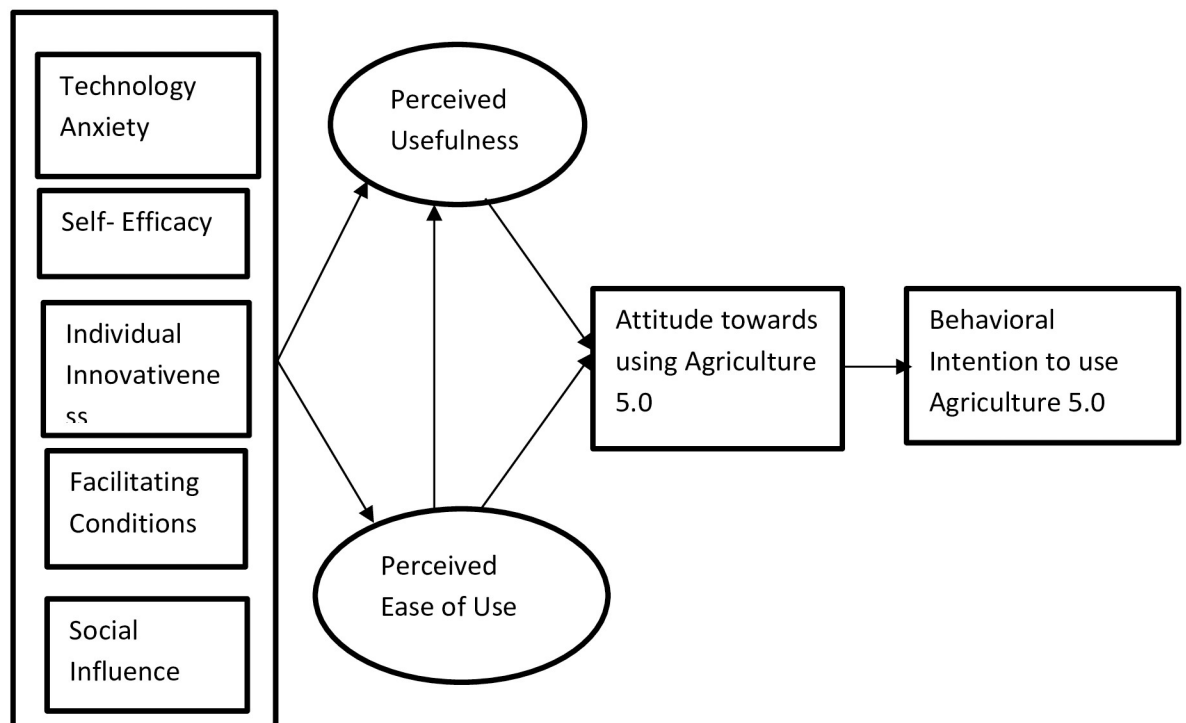 Technology
Anxiety
Self- Efficacy
Individual
Innovativene
ss
Facilitating
Conditions
Social
Influence
Perceived
Usefulness
Perceived
Ease of Use
Attitude towards
using Agriculture
5.0
Behavioral
Intention to use
Agriculture 5.0